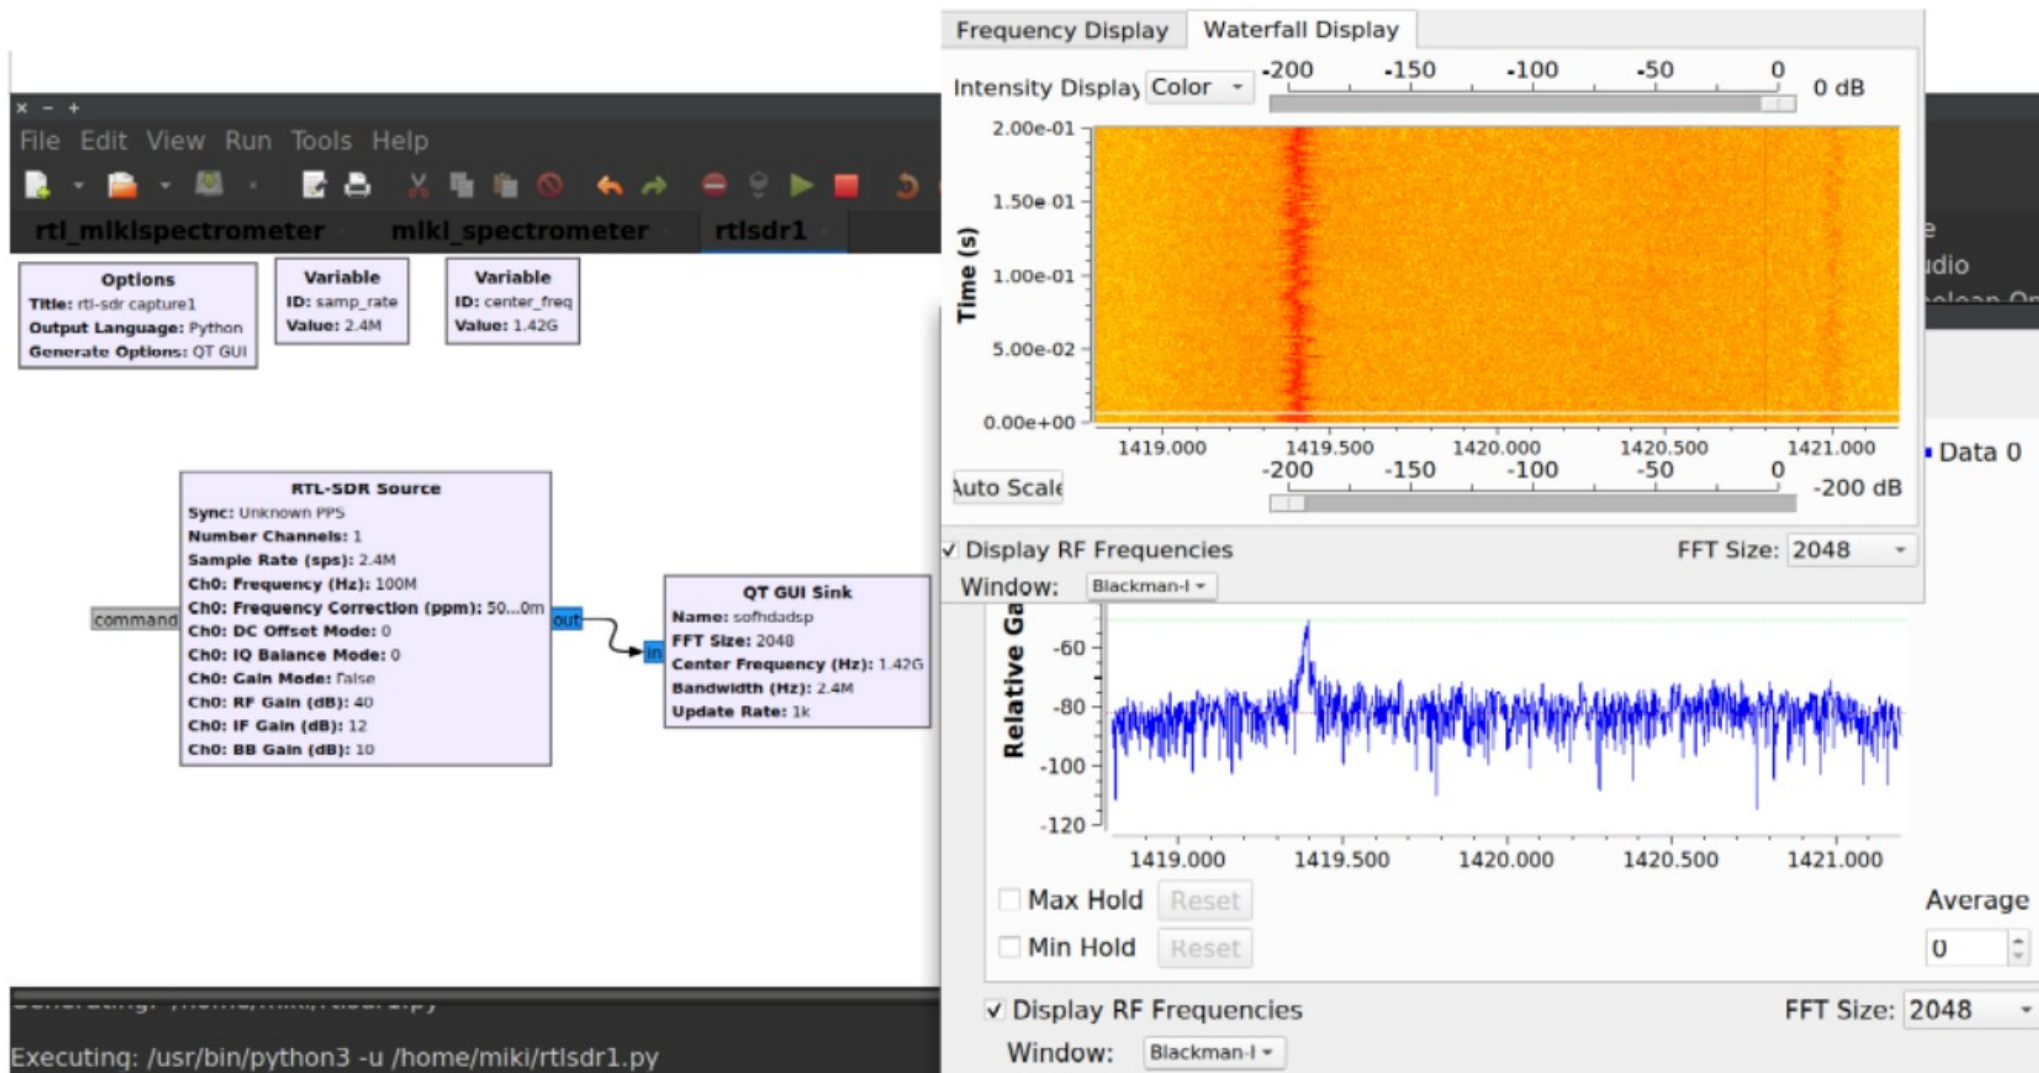 File Edit View Run Tools Help
rtl_miklspectrometer mikl_spectrometer rtlsdr1
Options
Title: rtl-sdr capture1
Output Language: Python
Generate Options: QT GUI
Variable
ID: samp_rate
Value: 2.4M
Variable
ID: center_freq
Value: 1.42G
RTL-SDR Source
Sync: Unknown PPS
Number Channels: 1
Sample Rate (sps): 2.4M
Ch0: Frequency (Hz): 100M
Ch0: Frequency Correction (ppm): 50...0m
Ch0: DC Offset Mode: 0
Ch0: IQ Balance Mode: 0
Ch0: Gain Mode: False
Ch0: RF Gain (dB): 40
Ch0: IF Gain (dB): 12
Ch0: BB Gain (dB): 10
command
out
in
QT GUI Sink
Name: sofhdadsp
FFT Size: 2048
Center Frequency (Hz): 1.42G
Bandwidth (Hz): 2.4M
Update Rate: 1k
Executing: /usr/bin/python3 -u /home/miki/rtlsdr1.py
Frequency Display Waterfall Display
-200 -150 -100 -50 0
Intensity Display Color 0 dB
2.00e-01
1.50e-01
1.00e-01
5.00e-02
0.00e+00
Time (s)
1419.000 1419.500 1420.000 1420.500 1421.000
-200 -150 -100 -50 0
Auto Scale -200 dB
Display RF Frequencies FFT Size: 2048
Window: Blackman-
Data 0
Relative Ga
-60
-80
-100
-120
1419.000 1419.500 1420.000 1420.500 1421.000
Max Hold Reset Average
Min Hold Reset 0
Display RF Frequencies FFT Size: 2048
Window: Blackman-